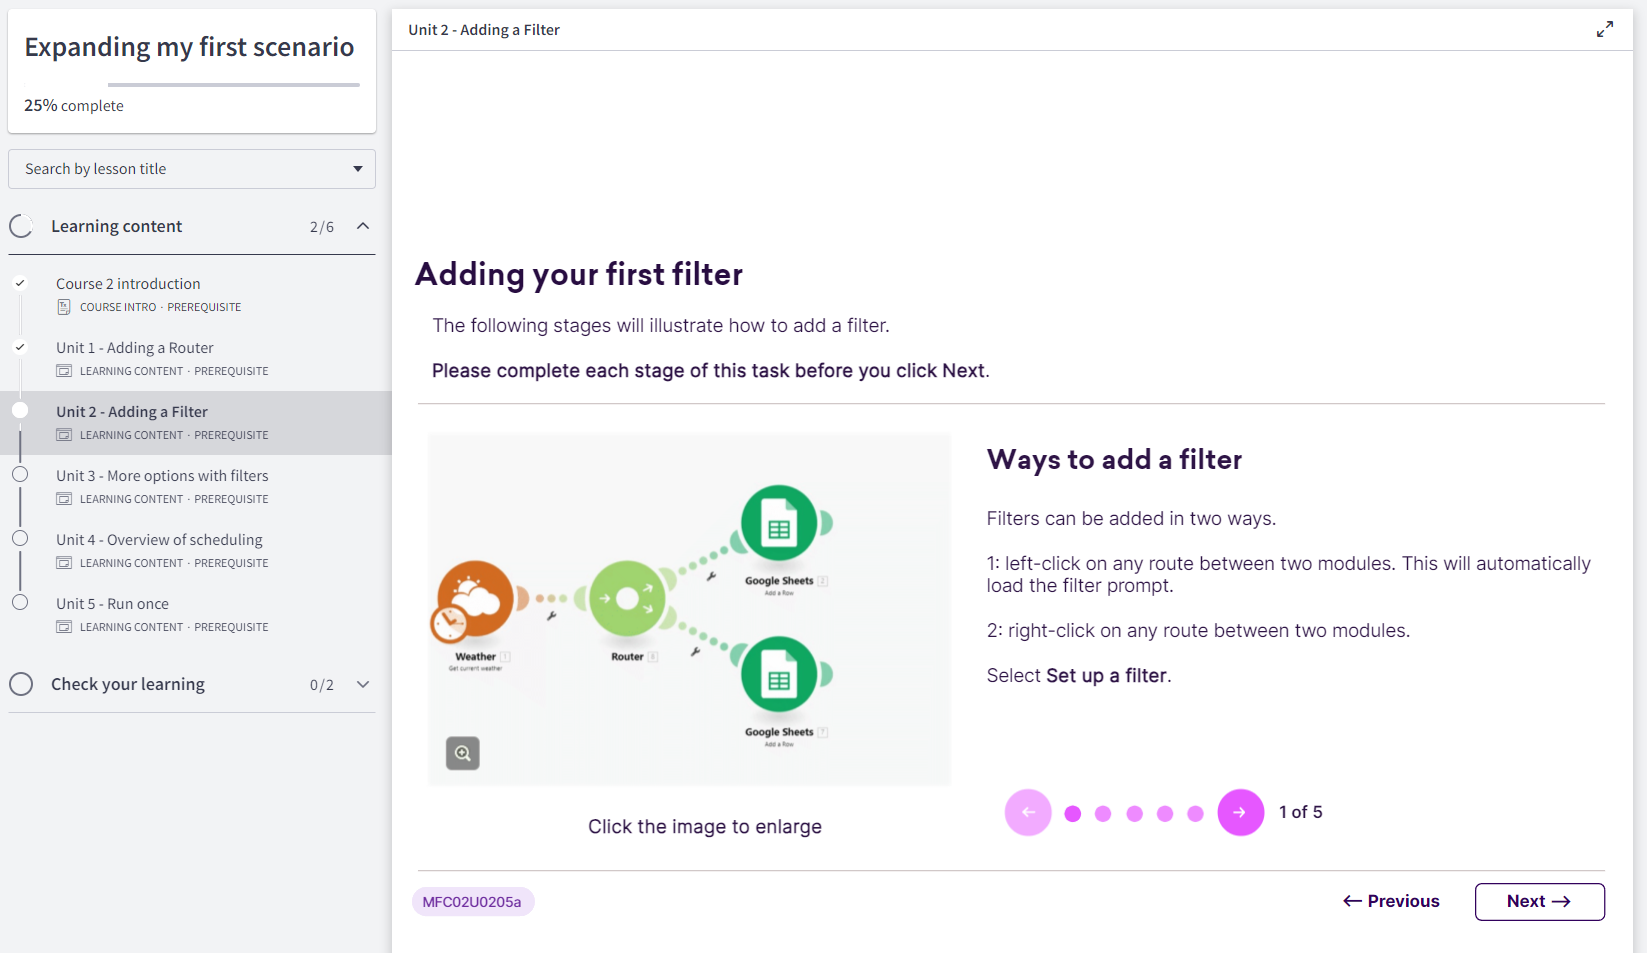 Expanding my first scenario
25% complete
Search by lesson title
Learning content 2/6
Course 2 introduction
COURSE INTRO · PREREQUISITE
Unit 1 - Adding a Router
LEARNING CONTENT · PREREQUISITE
Unit 2 - Adding a Filter
LEARNING CONTENT · PREREQUISITE
Unit 3 - More options with filters
LEARNING CONTENT · PREREQUISITE
Unit 4 - Overview of scheduling
LEARNING CONTENT · PREREQUISITE
Unit 5 - Run once
LEARNING CONTENT · PREREQUISITE
Check your learning 0/2
Unit 2 - Adding a Filter
Adding your first filter
The following stages will illustrate how to add a filter.
Please complete each stage of this task before you click Next.
Weather 1
Get current weather
Router
Google Sheets 2
Add a Row
Google Sheets 7
Add a Row
Click the image to enlarge
Ways to add a filter
Filters can be added in two ways.
1: left-click on any route between two modules. This will automatically
load the filter prompt.
2: right-click on any route between two modules.
Select Set up a filter.
1 of 5
MFC02U0205a
← Previous
Next →